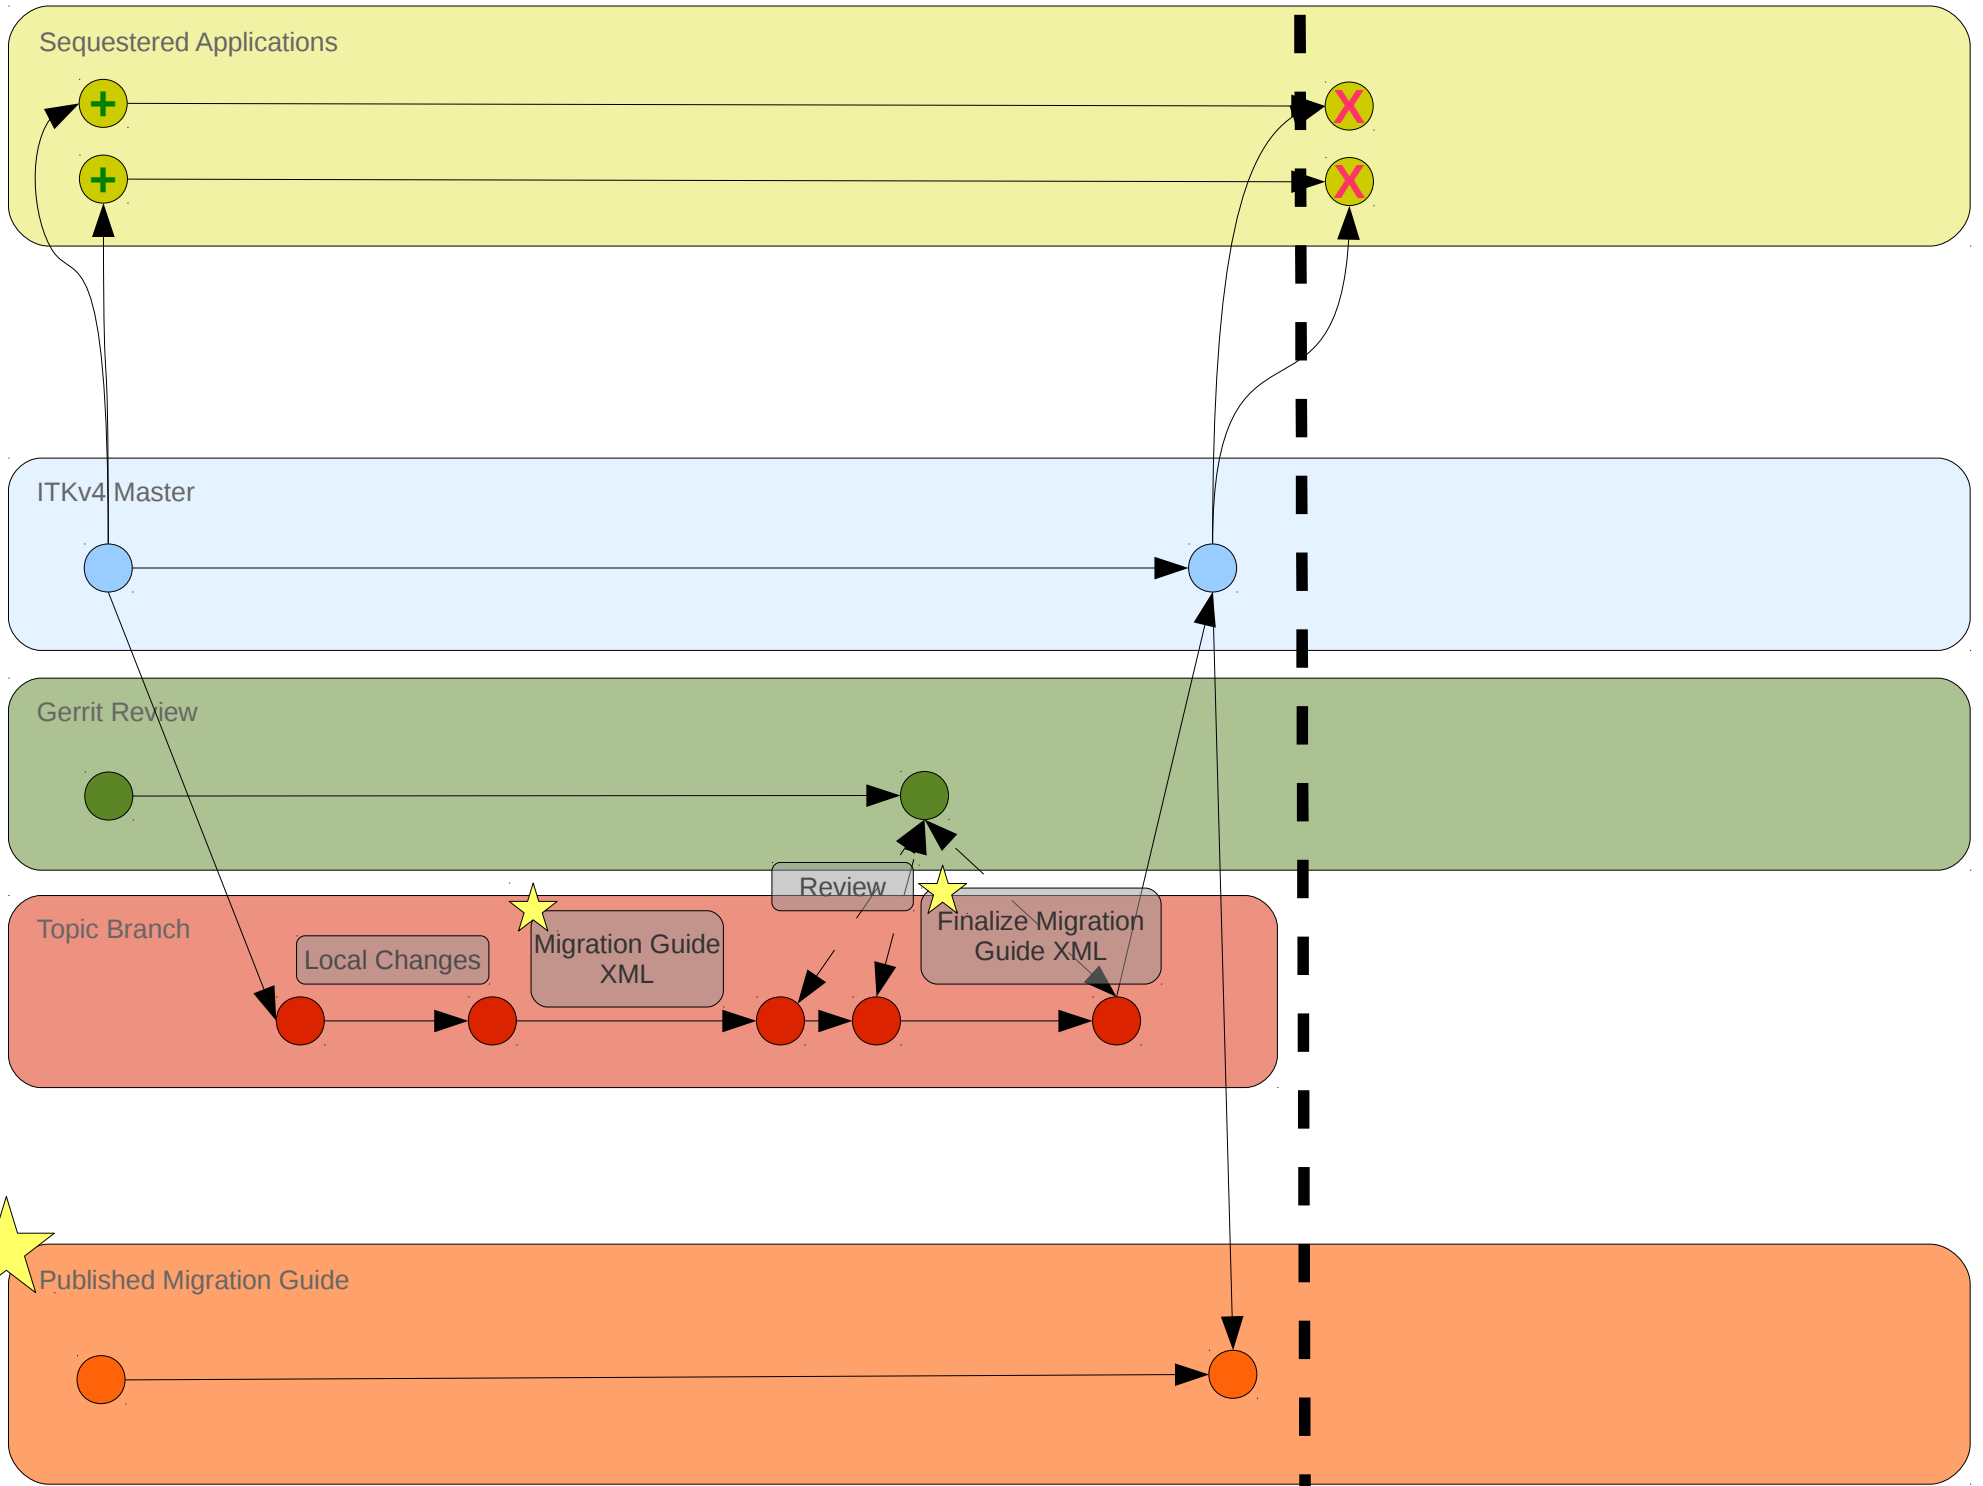 Sequestered Applications
+
X
+
X
ITKv4 Master
Gerrit Review
Review
Topic Branch
Local Changes
Migration Guide
XML
Finalize Migration
Guide XML
Published Migration Guide